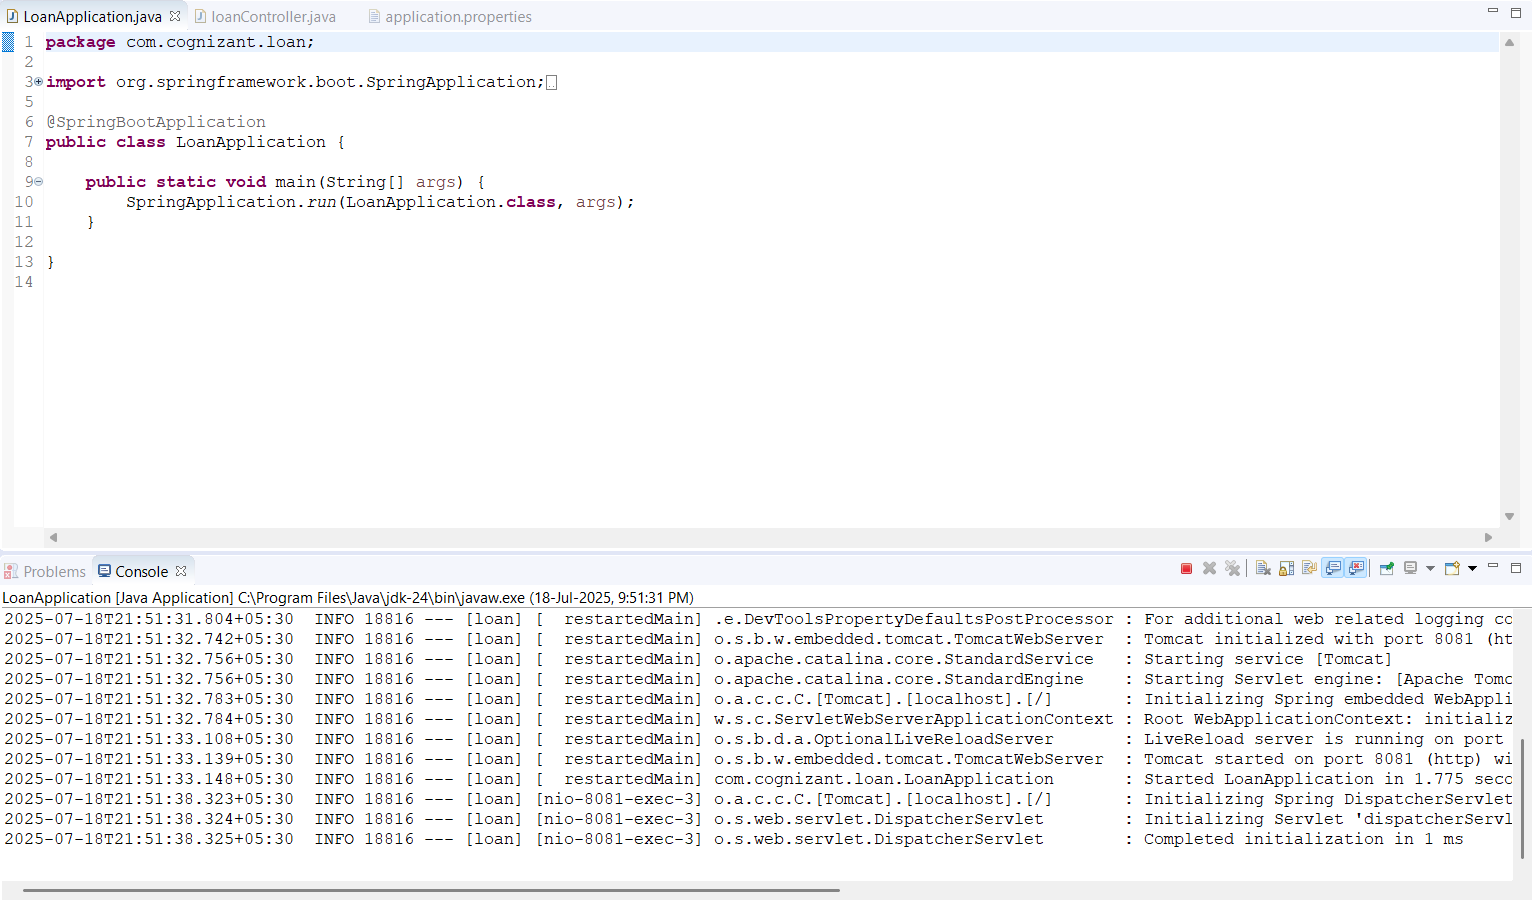 LoanApplication.java loanController.java application.properties
1 package com.cognizant.loan;
2
3 import org.springframework.boot.SpringApplication;
5
6 @SpringBootApplication
7 public class LoanApplication {
8
9 public static void main(String[] args) {
10 SpringApplication.run(LoanApplication.class, args);
11 }
12
13 }
14
Problems Console
LoanApplication [Java Application] C:\Program Files\Java\jdk-24\bin\javaw.exe (18-Jul-2025, 9:51:31 PM)
2025-07-18T21:51:31.804+05:30 INFO 18816 --- [loan] [ restartedMain] .e.DevToolsPropertyDefaultsPostProcessor : For additional web related logging co
2025-07-18T21:51:32.742+05:30 INFO 18816 --- [loan] [ restartedMain] o.s.b.w.embedded.tomcat.TomcatWebServer : Tomcat initialized with port 8081 (ht
2025-07-18T21:51:32.756+05:30 INFO 18816 --- [loan] [ restartedMain] o.apache.catalina.core.StandardService : Starting service [Tomcat]
2025-07-18T21:51:32.756+05:30 INFO 18816 --- [loan] [ restartedMain] o.apache.catalina.core.StandardEngine : Starting Servlet engine: [Apache Tomc
2025-07-18T21:51:32.783+05:30 INFO 18816 --- [loan] [ restartedMain] o.a.c.c.C.[Tomcat].[localhost].[/] : Initializing Spring embedded WebAppli
2025-07-18T21:51:32.784+05:30 INFO 18816 --- [loan] [ restartedMain] w.s.c.ServletWebServerApplicationContext : Root WebApplicationContext: initializ
2025-07-18T21:51:33.108+05:30 INFO 18816 --- [loan] [ restartedMain] o.s.b.d.a.OptionalLiveReloadServer : LiveReload server is running on port
2025-07-18T21:51:33.139+05:30 INFO 18816 --- [loan] [ restartedMain] o.s.b.w.embedded.tomcat.TomcatWebServer : Tomcat started on port 8081 (http) wi
2025-07-18T21:51:33.148+05:30 INFO 18816 --- [loan] [ restartedMain] com.cognizant.loan.LoanApplication : Started LoanApplication in 1.775 seco
2025-07-18T21:51:38.323+05:30 INFO 18816 --- [loan] [nio-8081-exec-3] o.a.c.c.C.[Tomcat].[localhost].[/] : Initializing Spring DispatcherServlet
2025-07-18T21:51:38.324+05:30 INFO 18816 --- [loan] [nio-8081-exec-3] o.s.web.servlet.DispatcherServlet : Initializing Servlet 'dispatcherServl
2025-07-18T21:51:38.325+05:30 INFO 18816 --- [loan] [nio-8081-exec-3] o.s.web.servlet.DispatcherServlet : Completed initialization in 1 ms